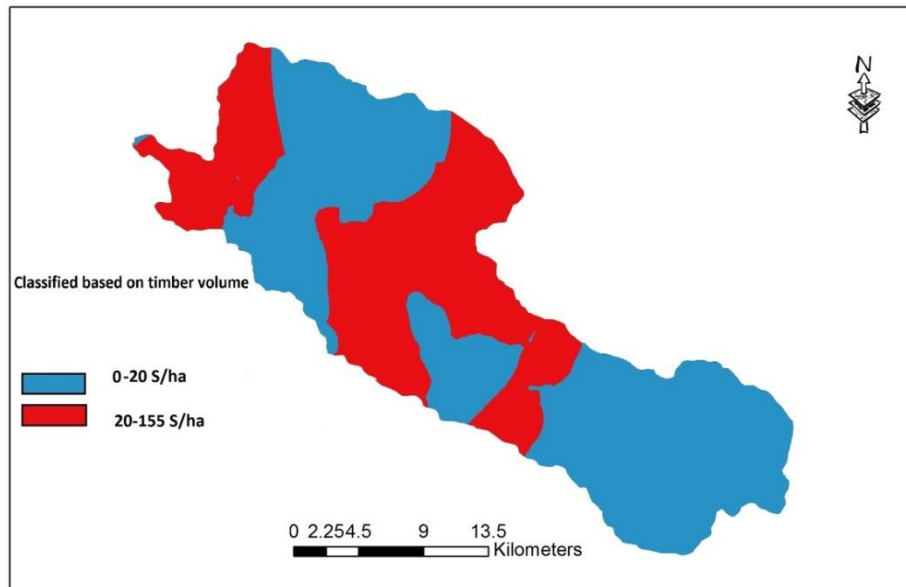 N
Classified based on timber volume
0-20 S/ha
20-155 S/ha
0 2.254.5 9 13.5
Kilometers